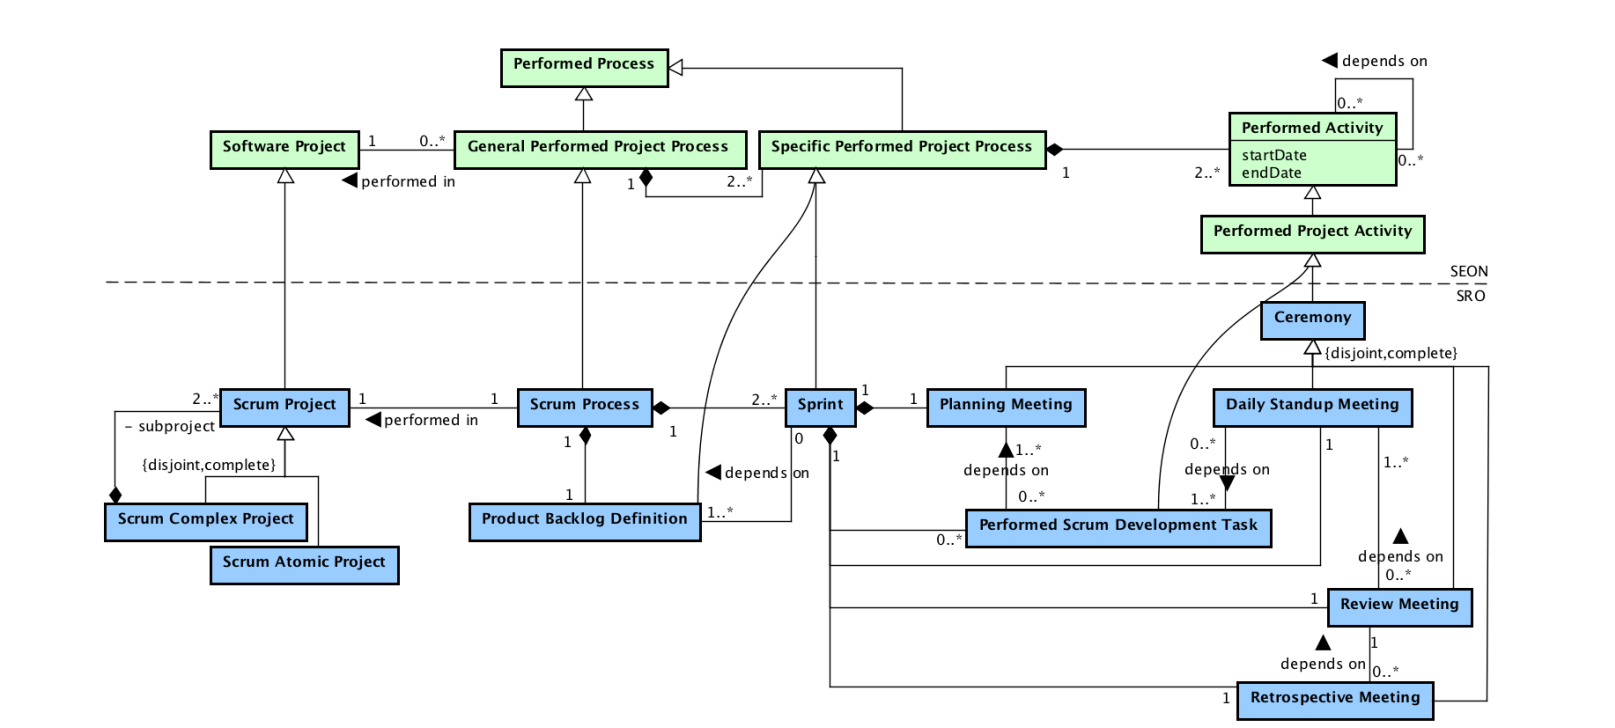 Performed Process
depends on
0..*
Performed Activity
startDate
endDate
0..*
Software Project
1
0..*
General Performed Project Process
Specific Performed Project Process
1
2..*
performed in
1
2..*
Performed Project Activity
SEON
SRO
Ceremony
{disjoint,complete}
2..*
Scrum Project
1
1
performed in
Scrum Process
1
2..*
Sprint
1
1
Planning Meeting
Daily Standup Meeting
- subproject
{disjoint,complete}
1
1
0
1
depends on
1..*
1..*
depends on
0..*
0..*
depends on
1..*
1
1..*
Scrum Complex Project
Scrum Atomic Project
Product Backlog Definition
Performed Scrum Development Task
0..*
depends on
0..*
1
Review Meeting
1
depends on
0..*
1
Retrospective Meeting